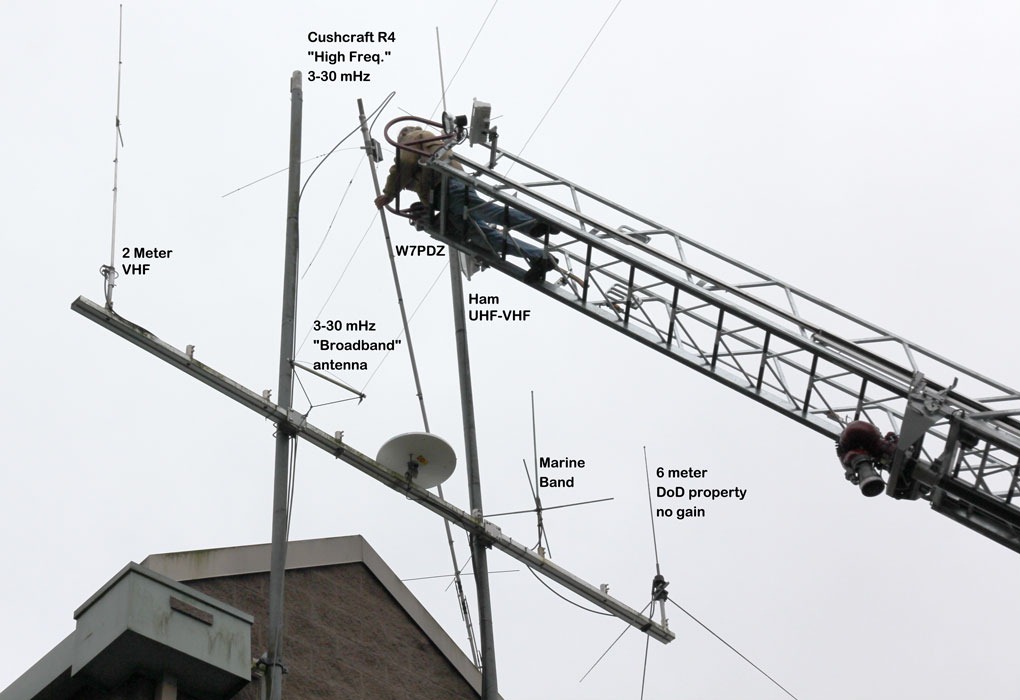 Cushcraft R4
"High Freq."
3-30 mHz
2 Meter
VHF
W7PDZ
Ham
UHF-VHF
3-30 mHz
"Broadband"
antenna
Marine
Band
6 meter
DoD property
no gain